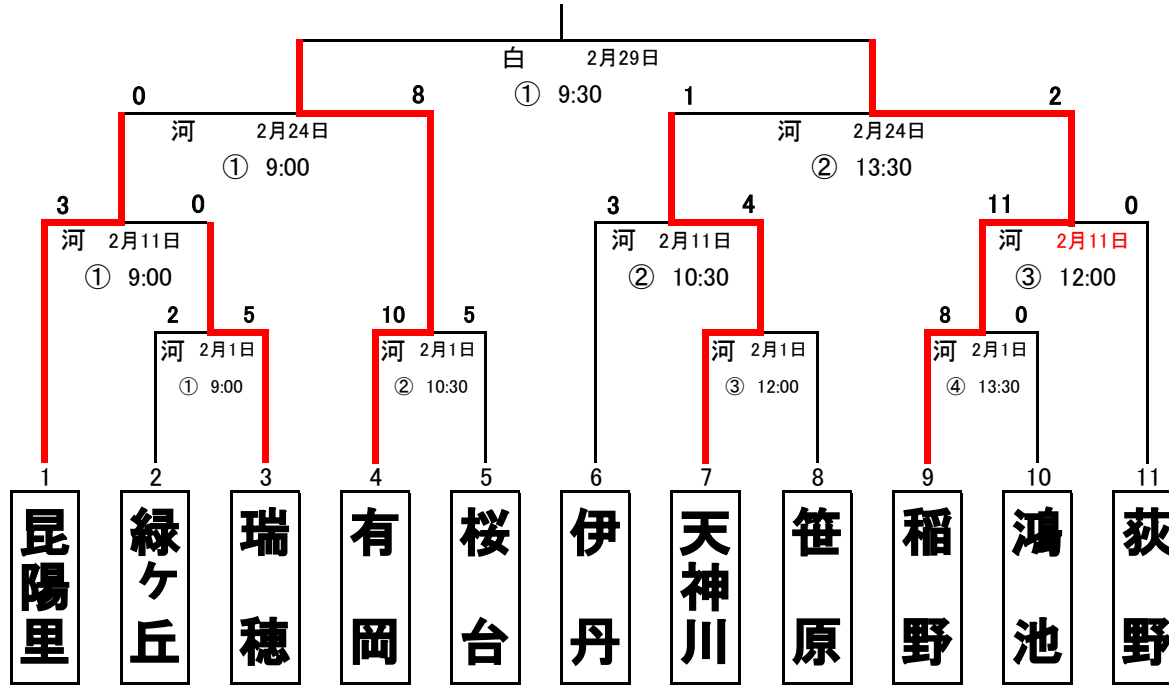 白 2月29日
① 9:30
0 8 1 2
河 2月24日 河 2月24日
① 9:00 ② 13:30
3 0 3 4 11 0
河 2月11日 河 2月11日 河 2月11日
① 9:00 ② 10:30 ③ 12:00
2 5 10 5 8 0
河 2月1日 河 2月1日 河 2月1日 河 2月1日
① 9:00 ② 10:30 ③ 12:00 ④ 13:30
1 2 3 4 5 6 7 8 9 10 11
昆陽里
緑ケ丘
瑞穂
有岡
桜台
伊丹
天神川
笹原
稲野
鴻池
荻野